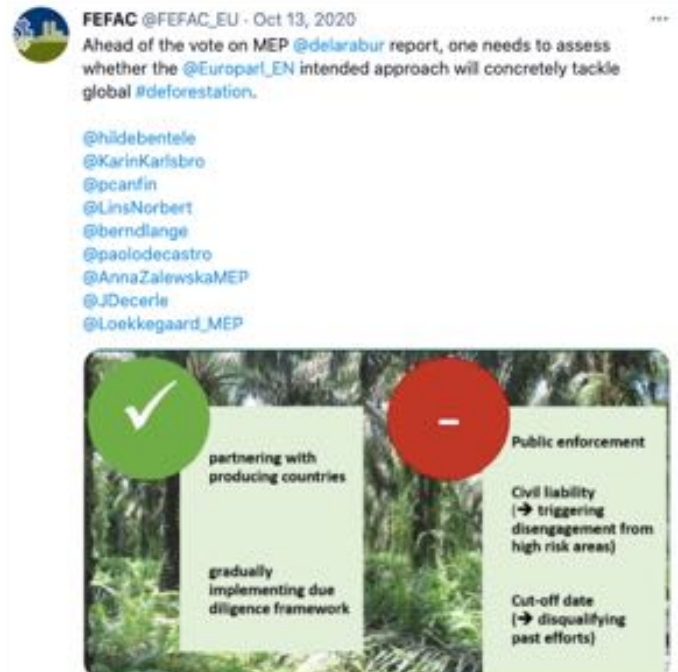 FEFAC @FEFAC_EU · Oct 13, 2020
Ahead of the vote on MEP @delarabur report, one needs to assess
whether the @Europarl_EN intended approach will concretely tackle
global #deforestation.
@hildebentele
@KarinKarlsbro
@pcanfin
@LinsNorbert
@berndlange
@paolodecastro
@AnnaZalewskaMEP
@JDecerle
@Loekkegaard_MEP
partnering with
producing countries
gradually
implementing due
diligence framework
Public enforcement
Civil liability
(→ triggering
disengagement from
high risk areas)
Cut-off date
(→ disqualifying
past efforts)